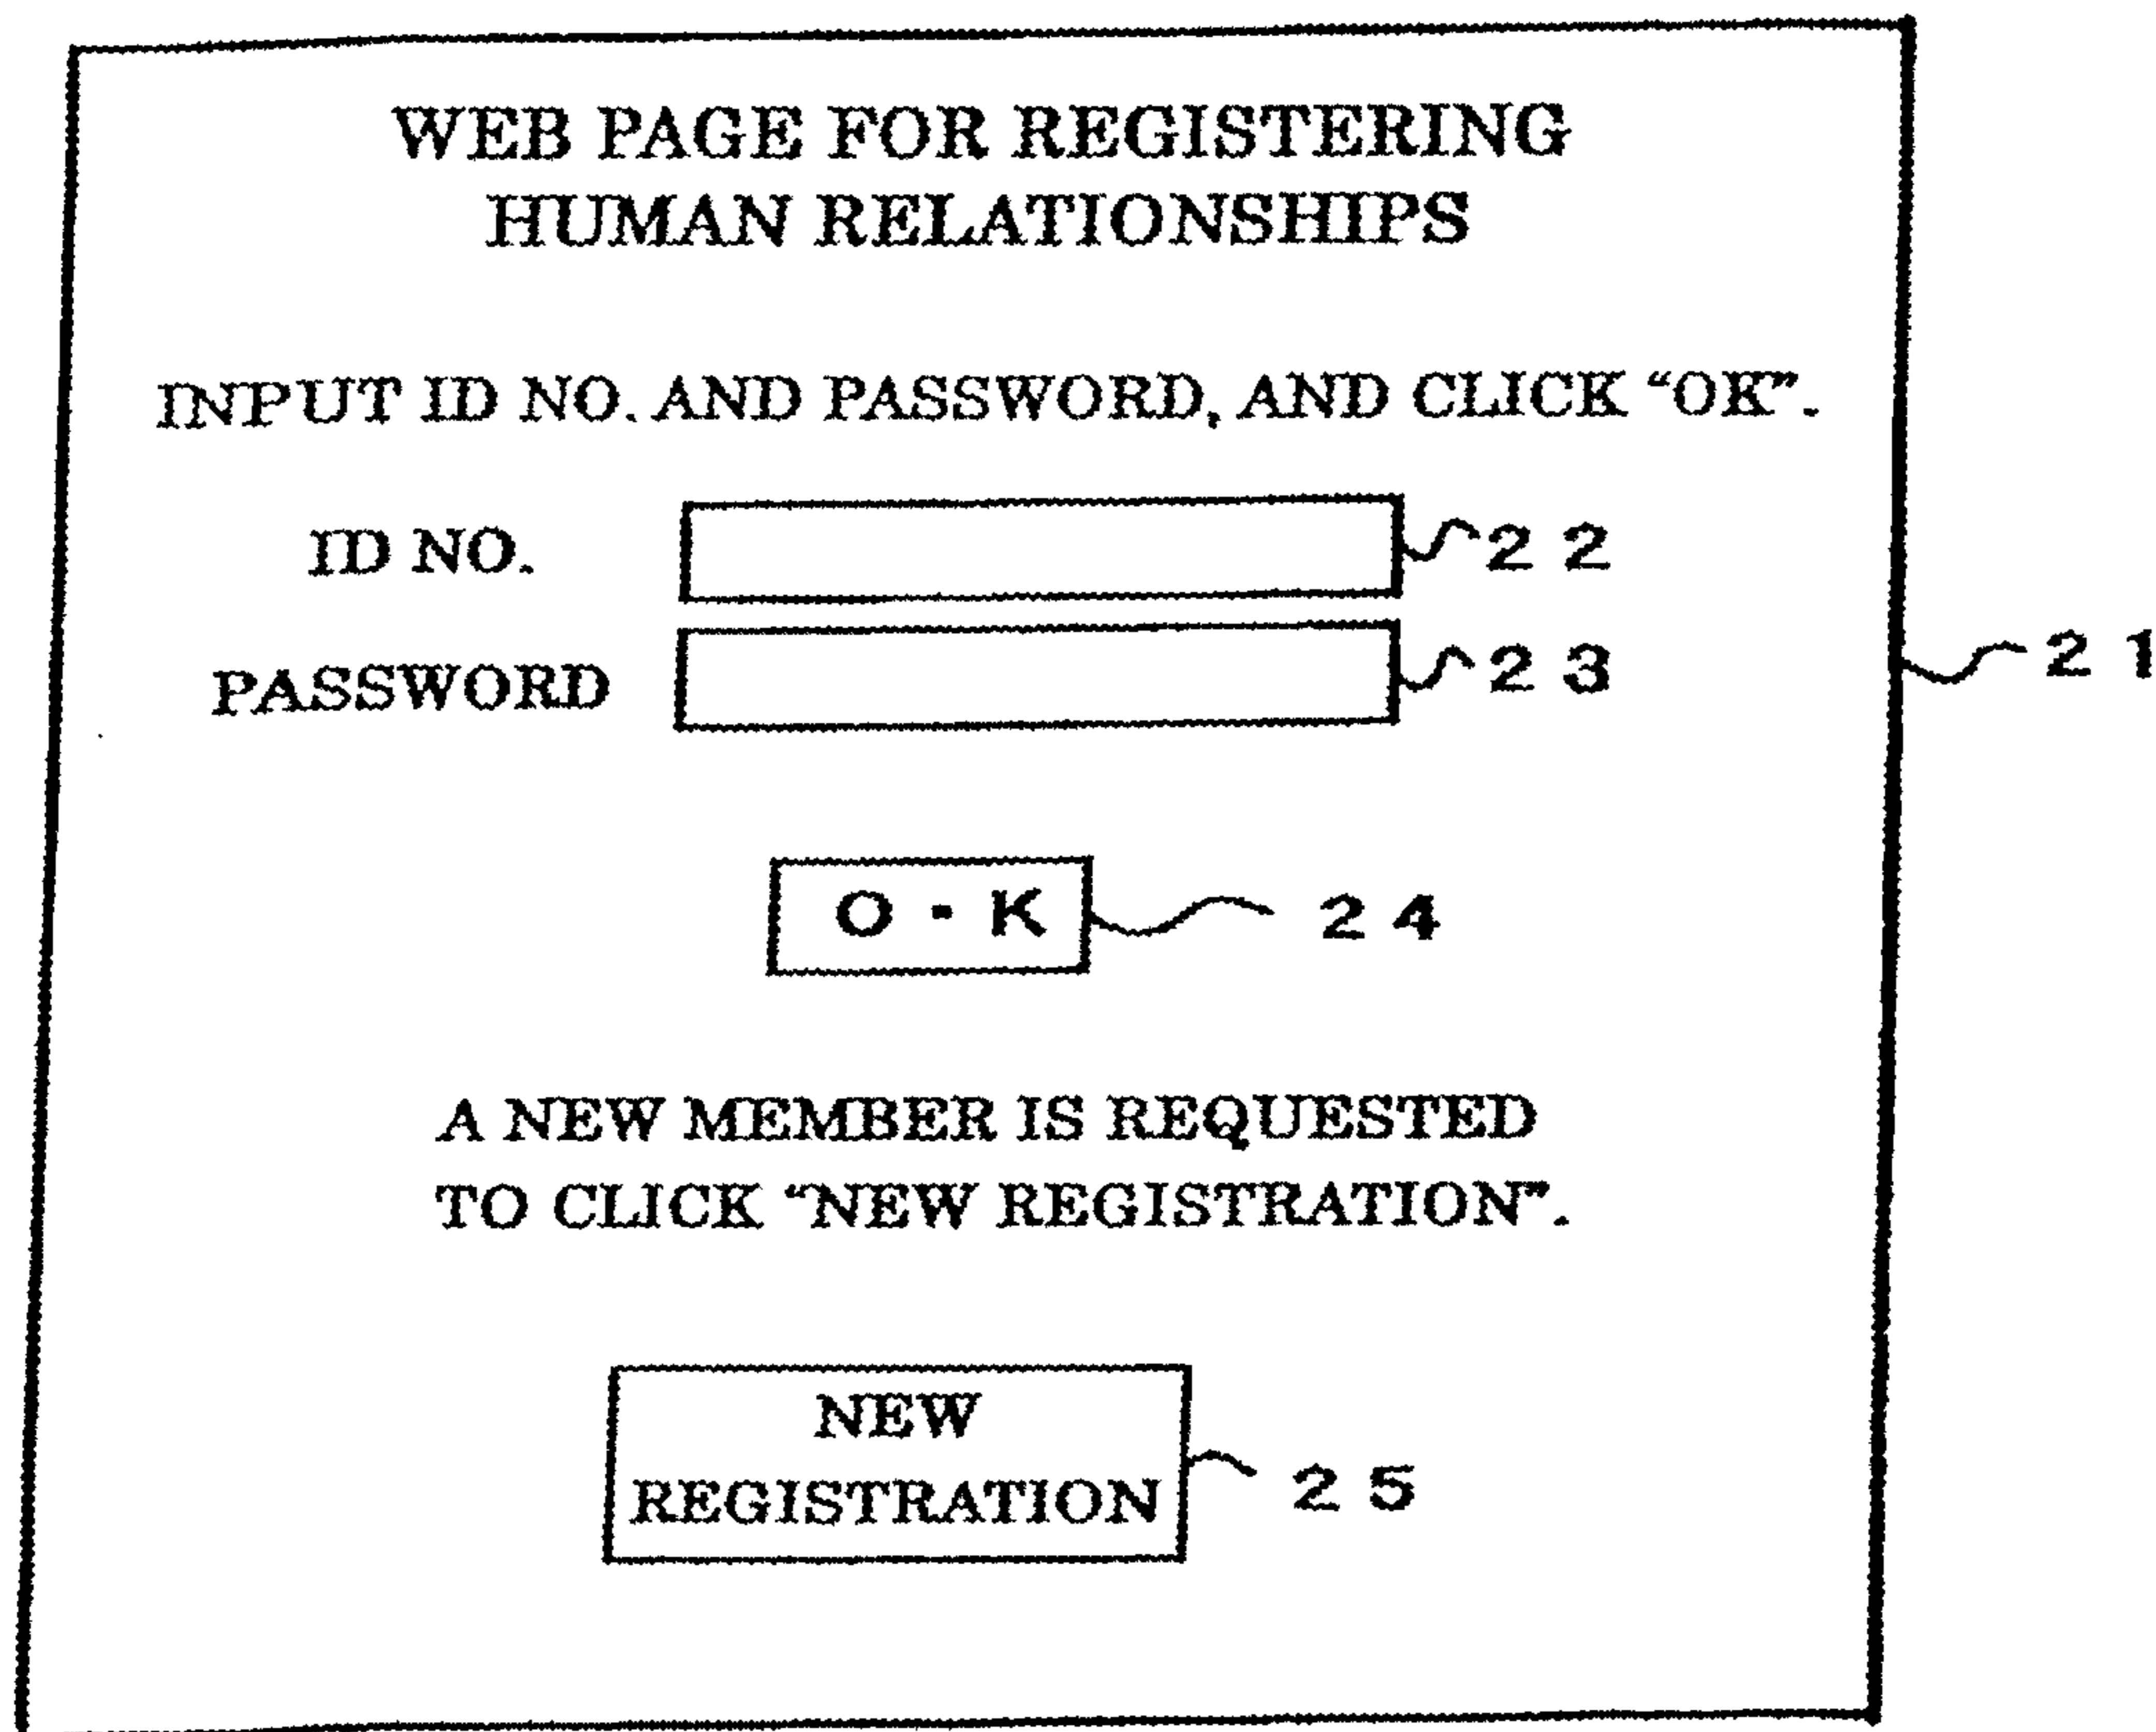 WEB PAGE FOR REGISTERING
HUMAN RELATIONSHIPS
INPUT ID NO. AND PASSWORD, AND CLICK “OK”.
ID NO. 22
PASSWORD 23
21
O・K 24
A NEW MEMBER IS REQUESTED
TO CLICK “NEW REGISTRATION”.
NEW
REGISTRATION 25